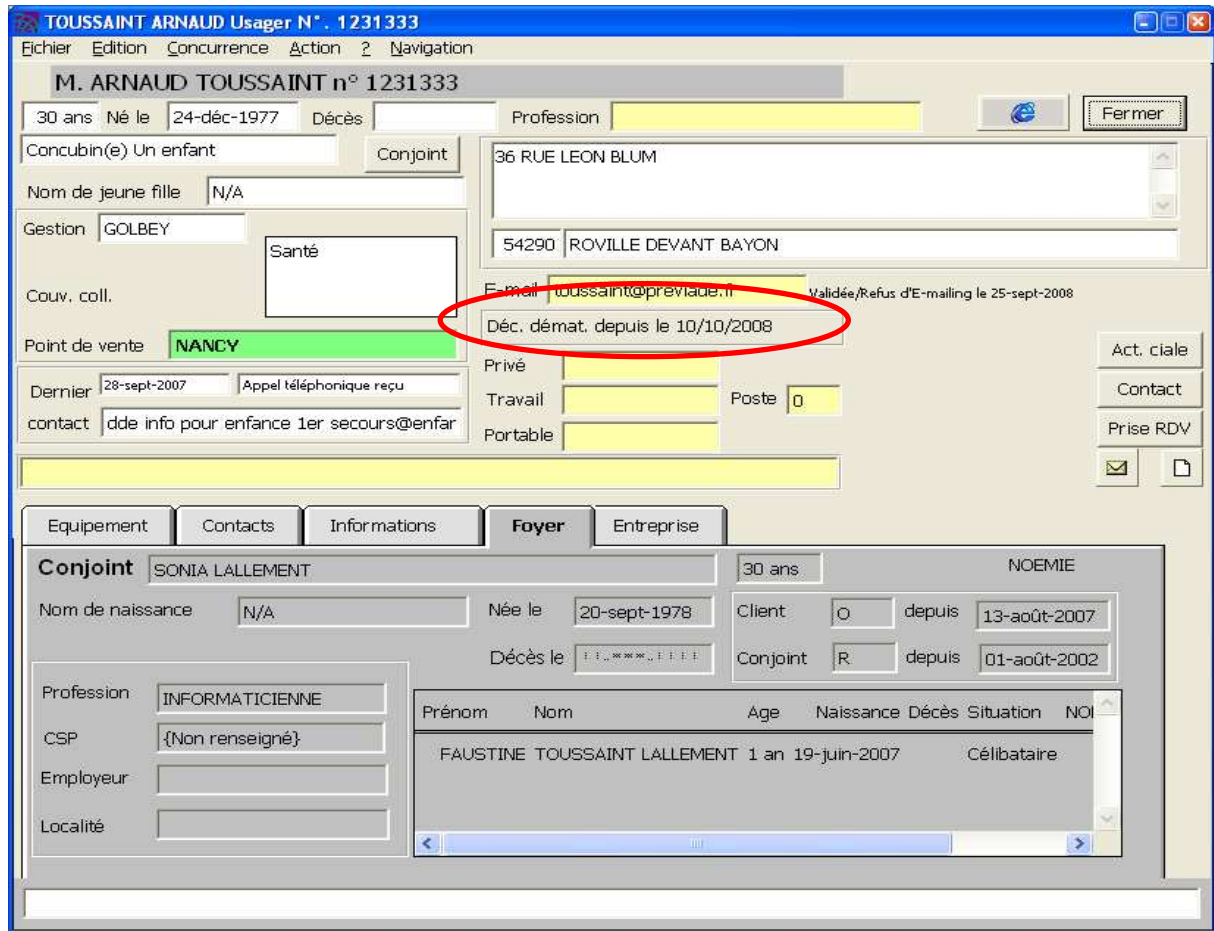 TOUSSAINT ARNAUD Usager N°. 1231333
Fichier Edition Concurrence Action ? Navigation
M. ARNAUD TOUSSAINT n° 1231333
30 ans Né le 24-déc-1977 Décès Profession Fermer
Concubin(e) Un enfant Conjoint
36 RUE LEON BLUM
Nom de jeune fille N/A
Gestion GOLBEY
Santé
54290 ROVILLE DEVANT BAYON
Couv. coll.
E-mail toussaint@previade.fr Validée/Refus d'E-mailing le 25-sept-2008
Déc. démat. depuis le 10/10/2008
Point de vente NANCY
Act. ciale
Privé
Dernier 28-sept-2007 Appel téléphonique reçu
Travail Poste 0
Contact
contact dde info pour enfance 1er secours@enfar
Portable
Prise RDV
Equipement Contacts Informations Foyer Entreprise
Conjoint SONIA LALLEMENT 30 ans NOEMIE
Nom de naissance N/A Née le 20-sept-1978 Client O depuis 13-août-2007
Décès le Conjoint R depuis 01-août-2002
Profession INFORMATICIENNE
Prénom Nom Age Naissance Décès Situation NOI
CSP {Non renseigné}
FAUSTINE TOUSSAINT LALLEMENT 1 an 19-juin-2007 Célibataire
Employeur
Localité